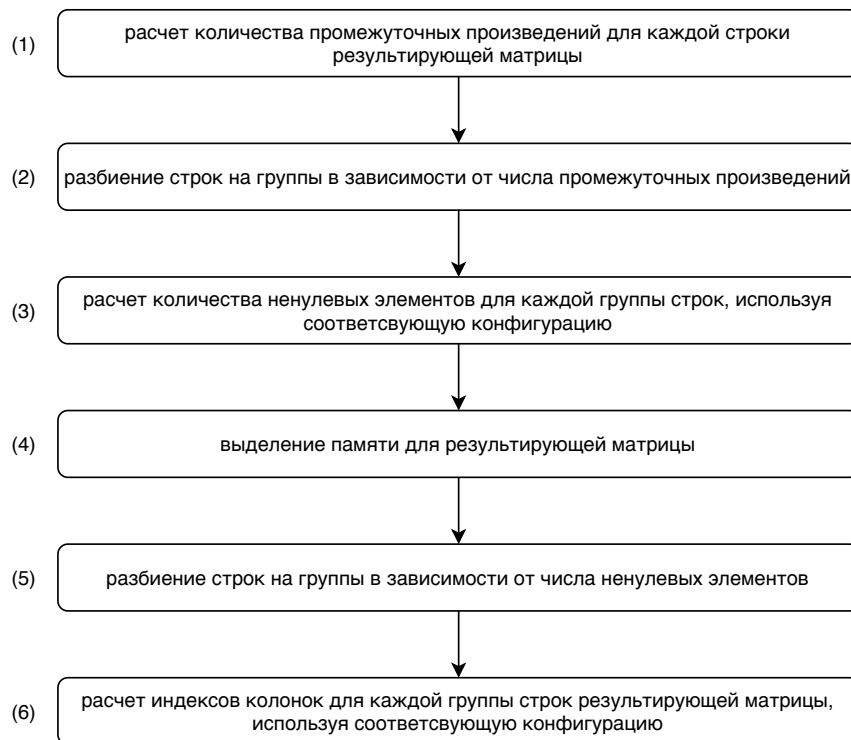 (1) расчет количества промежуточных произведений для каждой строки
результирующей матрицы
(2) разбиение строк на группы в зависимости от числа промежуточных произведений
(3) расчет количества ненулевых элементов для каждой группы строк, используя
соответсвующую конфигурацию
(4) выделение памяти для результирующей матрицы
(5) разбиение строк на группы в зависимости от числа ненулевых элементов
(6) расчет индексов колонок для каждой группы строк результирующей матрицы,
используя соответсвующую конфигурацию